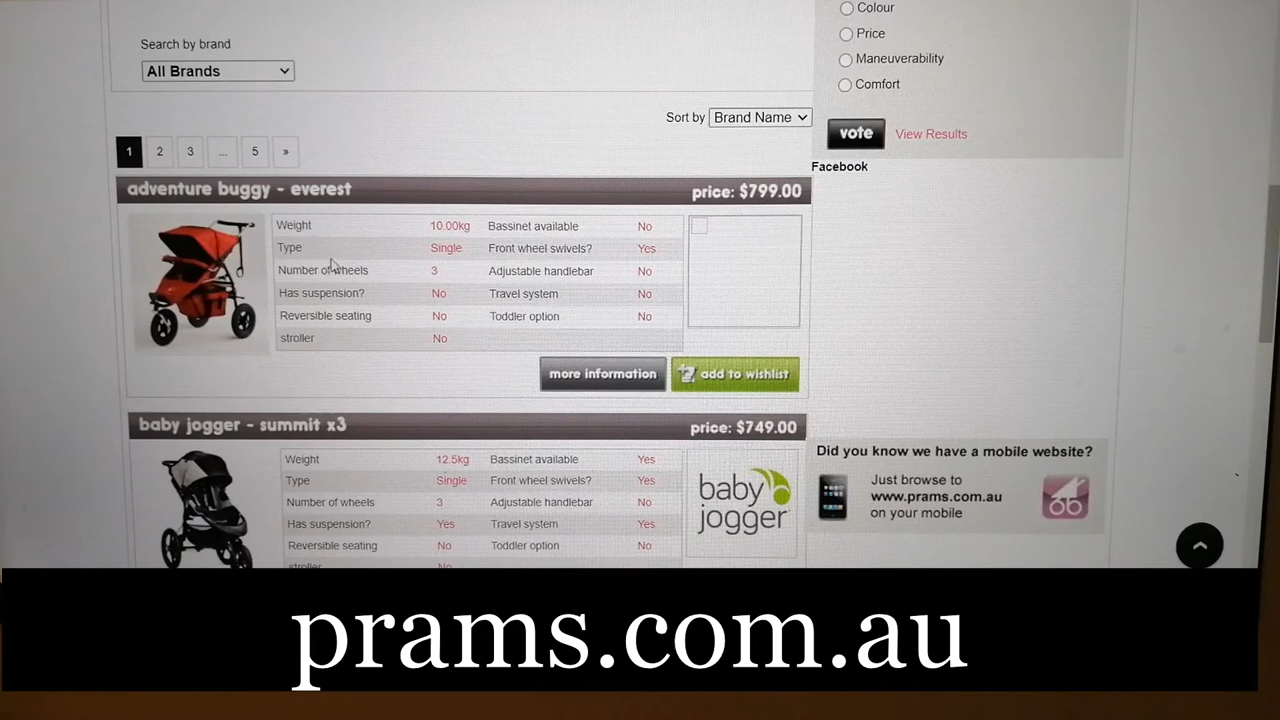 Colour
Price
Search by brand
Maneuverability
All Brands
Comfort
Sort by Brand Name
vote View Results
1 2 3 ... 5 »
Facebook
adventure buggy - everest price: $799.00
Weight 10.00kg Bassinet available No
Type Single Front wheel swivels? Yes
Number of wheels 3 Adjustable handlebar No
Has suspension? No Travel system No
Reversible seating No Toddler option No
stroller No
more information add to wishlist
baby jogger - summit x3 price: $749.00
Weight 12.5kg Bassinet available Yes
Type Single Front wheel swivels? Yes
Number of wheels 3 Adjustable handlebar No
Has suspension? Yes Travel system Yes
Reversible seating No Toddler option No
stroller No
baby
jogger
Did you know we have a mobile website?
Just browse to
www.prams.com.au
on your mobile
prams.com.au